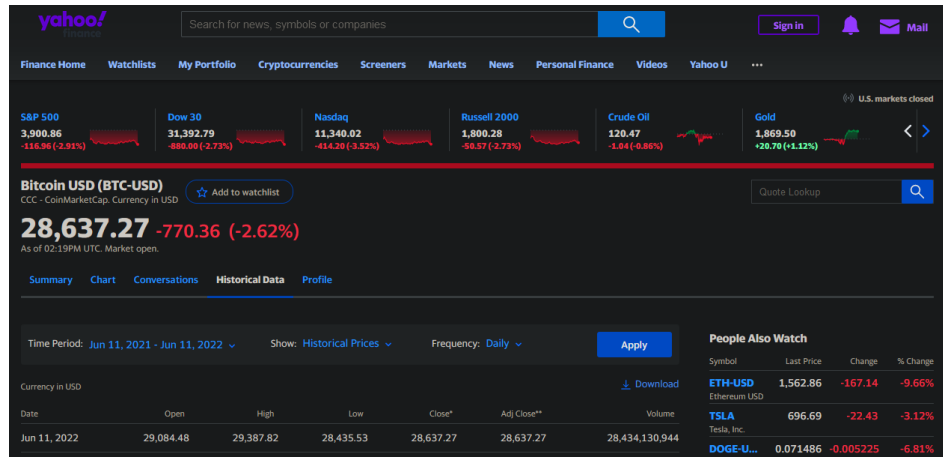 yahoo!
finance
Search for news, symbols or companies
Sign in
Mail
Finance Home Watchlists My Portfolio Cryptocurrencies Screeners Markets News Personal Finance Videos Yahoo U ...
U.S. markets closed
S&P 500 Dow 30 Nasdaq Russell 2000 Crude Oil Gold
3,900.86 31,392.79 11,340.02 1,800.28 120.47 1,869.50
-116.96 (-2.91%) -880.00 (-2.73%) -414.20 (-3.52%) -50.57 (-2.73%) -1.04 (-0.86%) +20.70 (+1.12%)
Bitcoin USD (BTC-USD)
Add to watchlist
CCC - CoinMarketCap. Currency in USD
Quote Lookup
28,637.27 -770.36 (-2.62%)
As of 02:19PM UTC. Market open.
Summary Chart Conversations Historical Data Profile
Time Period: Jun 11, 2021 - Jun 11, 2022 Show: Historical Prices Frequency: Daily Apply
Currency in USD Download
Date Open High Low Close* Adj Close** Volume
Jun 11, 2022 29,084.48 29,387.82 28,435.53 28,637.27 28,637.27 28,434,130,944
People Also Watch
Symbol Last Price Change % Change
ETH-USD 1,562.86 -167.14 -9.66%
Ethereum USD
TSLA 696.69 -22.43 -3.12%
Tesla, Inc.
DOGE-U... 0.071486 -0.005225 -6.81%